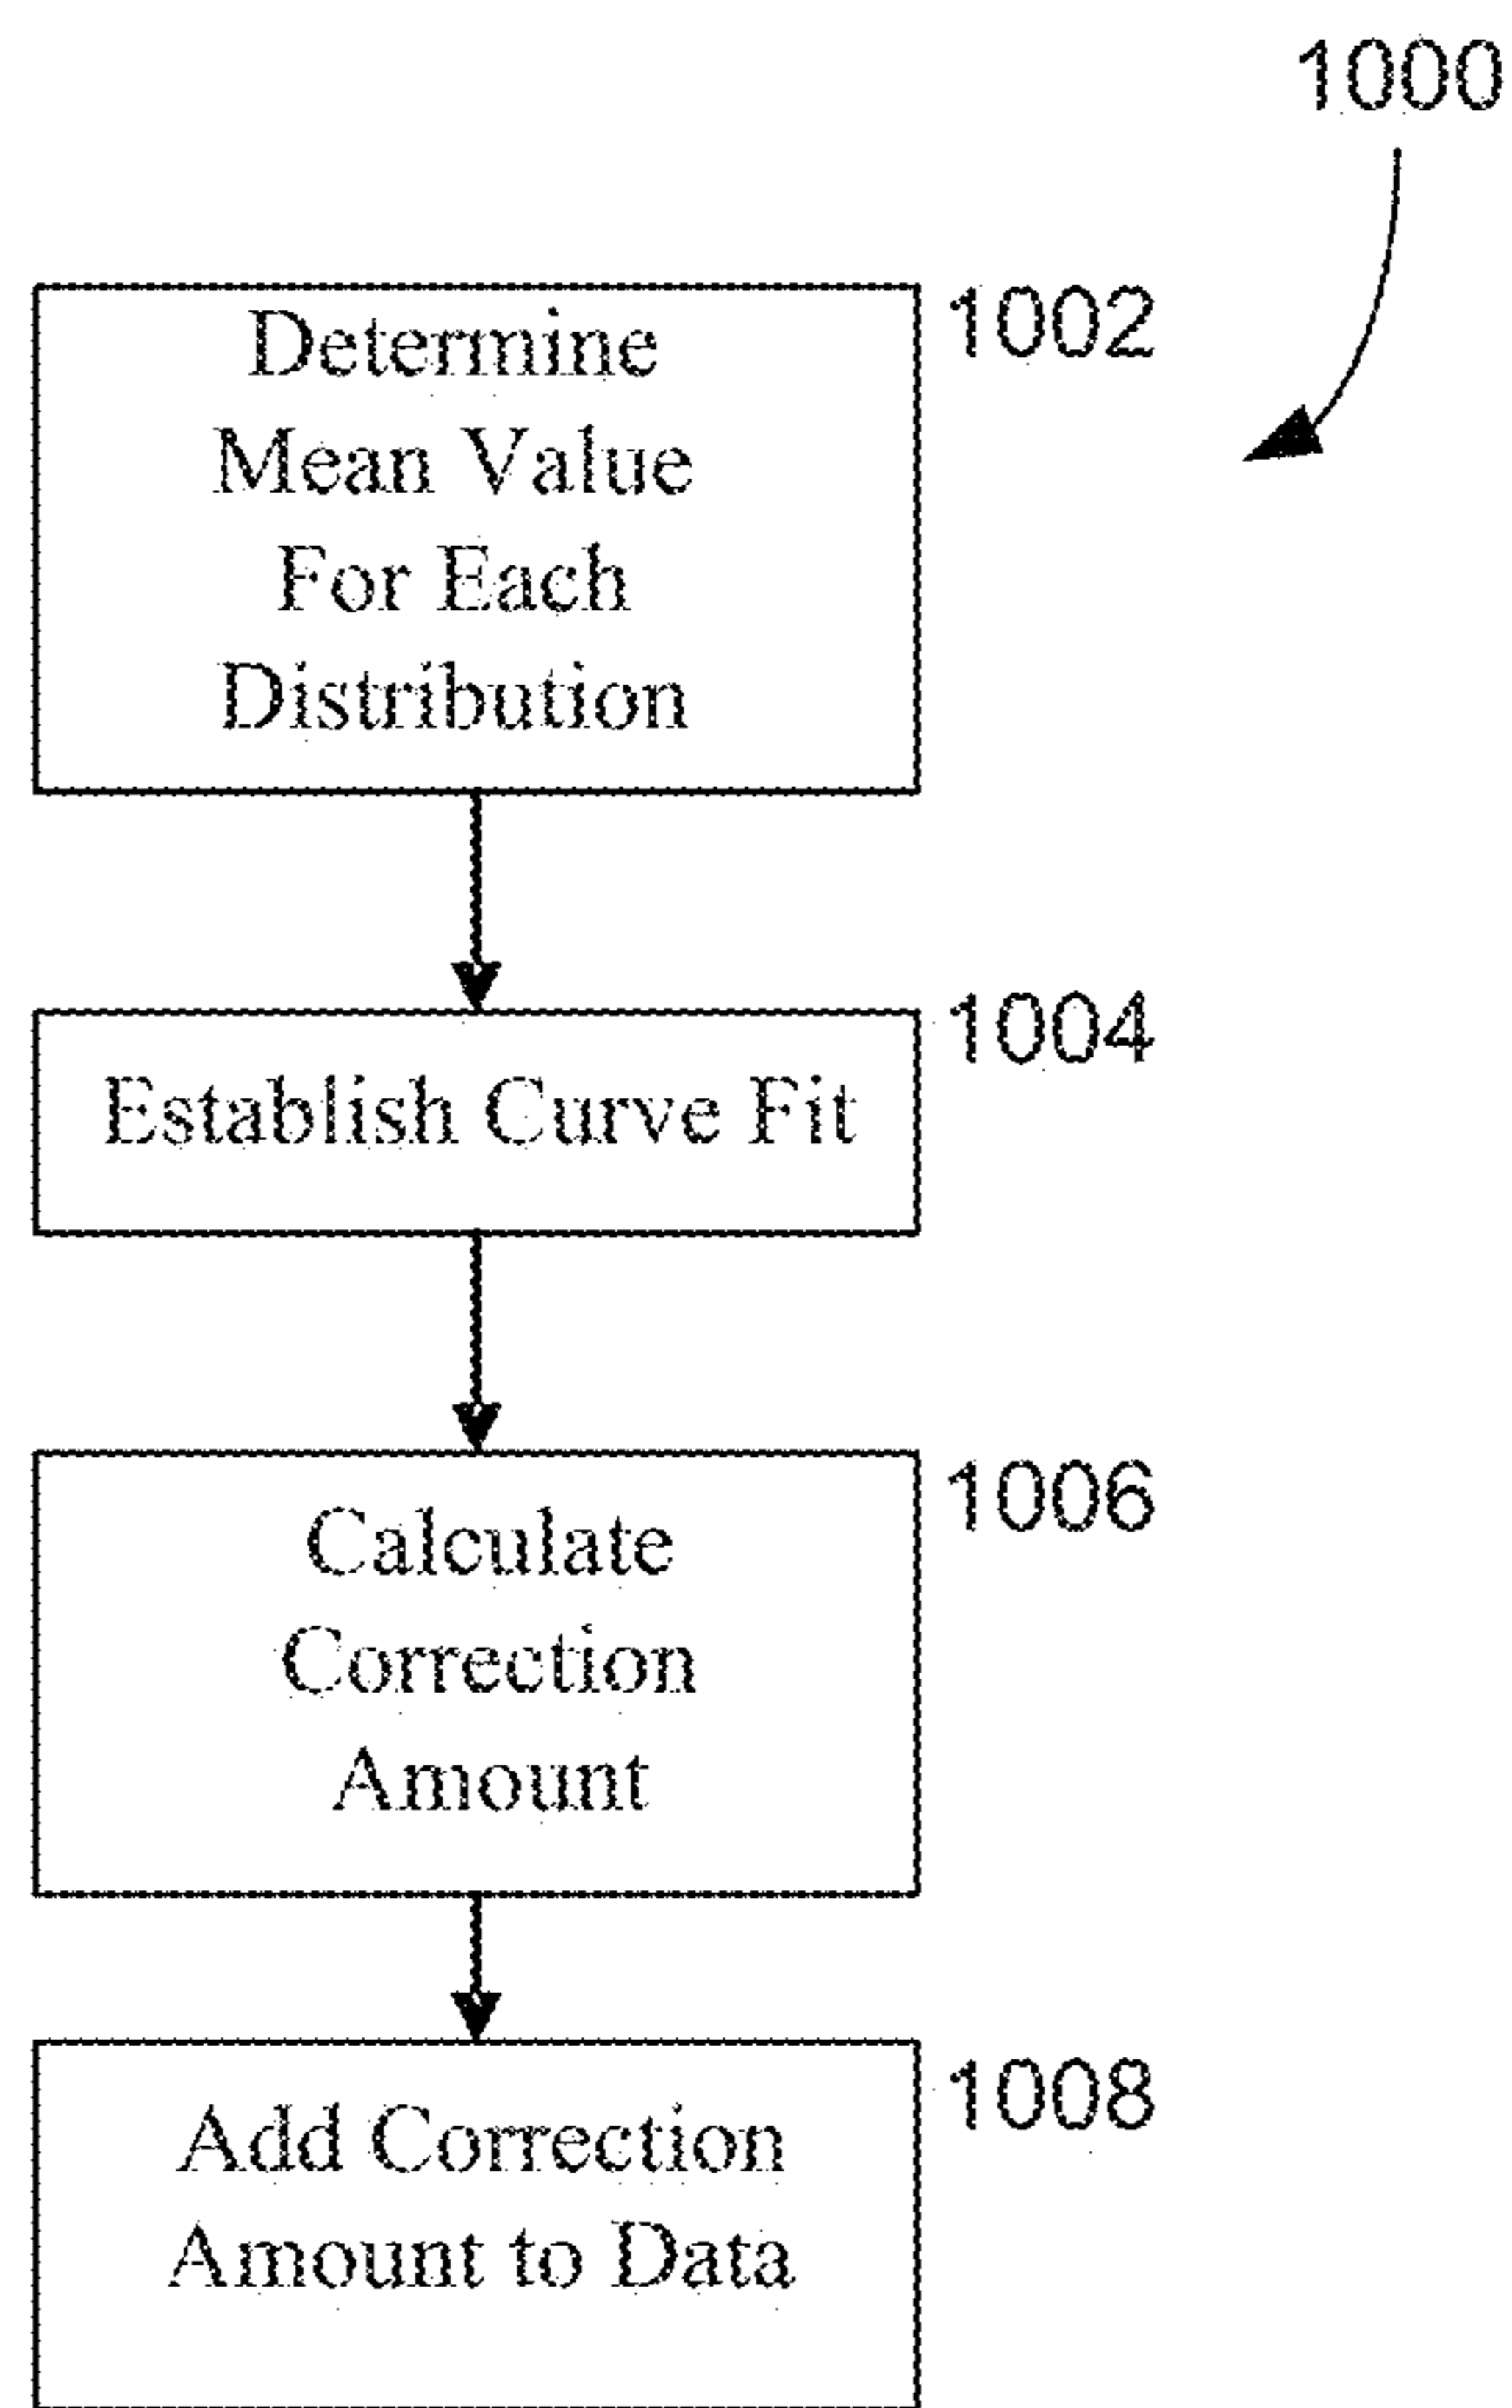 1000
Determine
Mean Value
For Each
Distribution
1002
Establish Curve Fit
1004
Calculate
Correction
Amount
1006
Add Correction
Amount to Data
1008